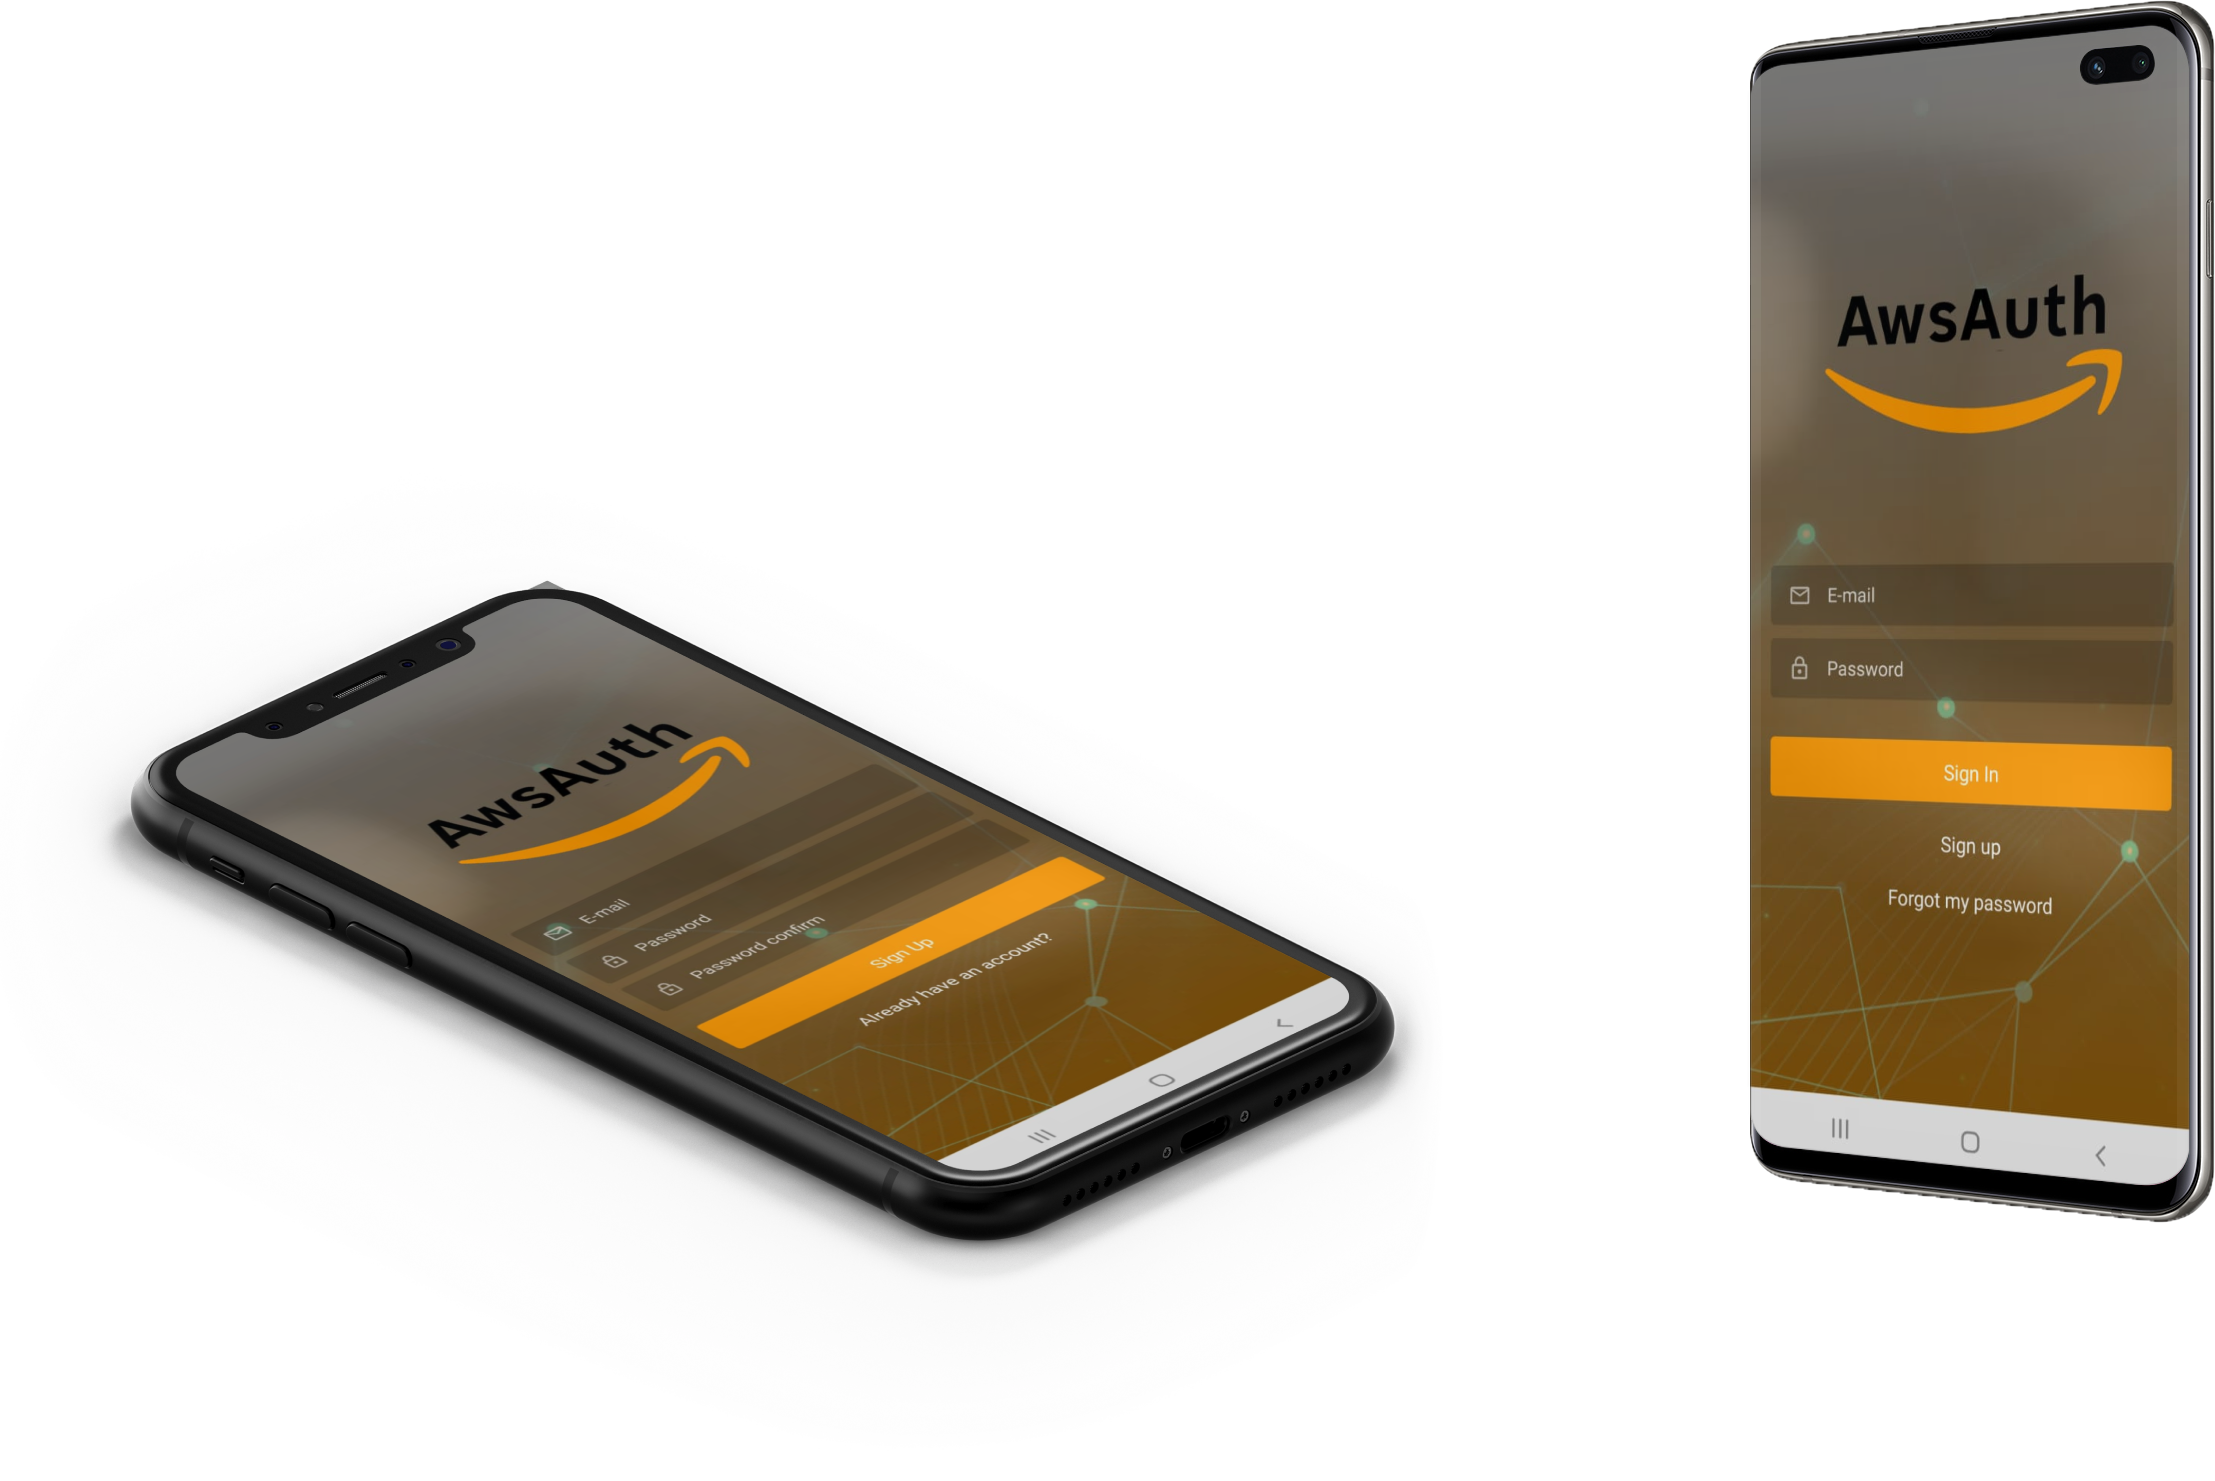 AwsAuth
E-mail
Password
Password confirm
Sign Up
Already have an account?
AwsAuth
E-mail
Password
Sign In
Sign up
Forgot my password